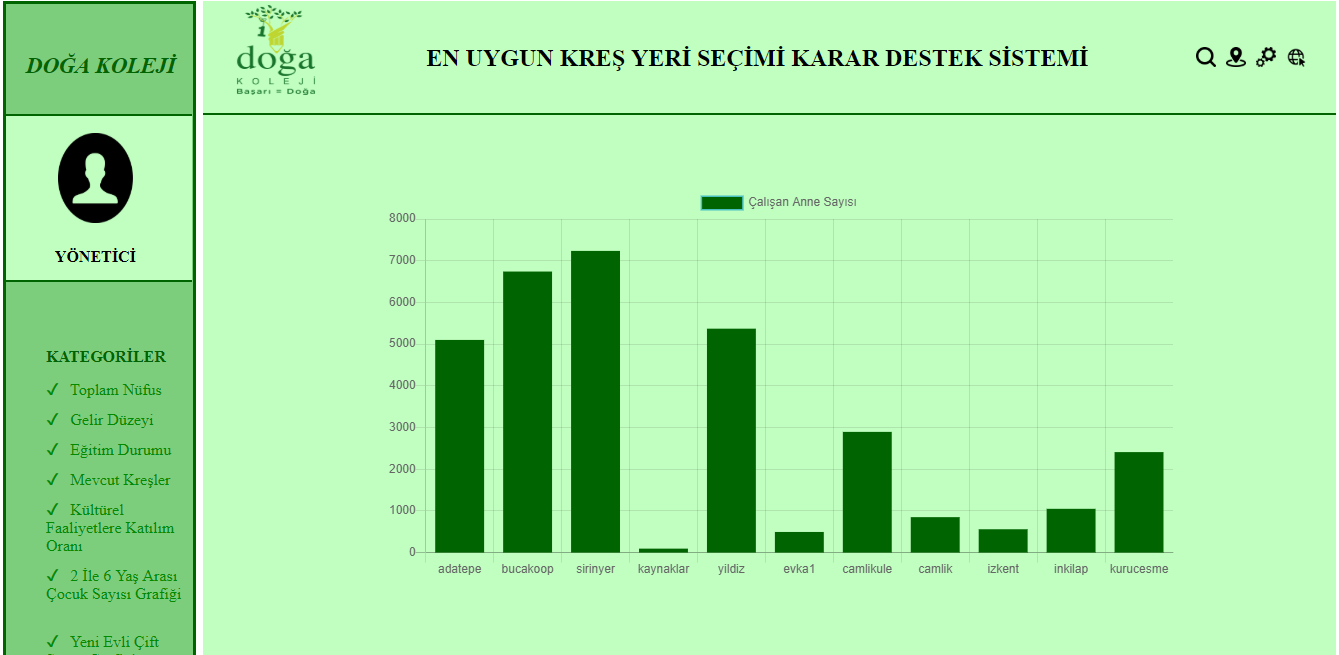 DOĞA KOLEJİ
YÖNETİCİ
KATEGORİLER
Toplam Nüfus
Gelir Düzeyi
Eğitim Durumu
Mevcut Kreşler
Kültürel
Faaliyetlere Katılım
Oranı
2 İle 6 Yaş Arası
Çocuk Sayısı Grafiği
Yeni Evli Çift
doğa
KOLEJİ
Başarı = Doğa
EN UYGUN KREŞ YERİ SEÇİMİ KARAR DESTEK SİSTEMİ
Çalışan Anne Sayısı
8000
7000
6000
5000
4000
3000
2000
1000
0
adatepe bucakoop sirinyer kaynaklar yildiz evka1 camlikule camlik izkent inkilap kurucesme